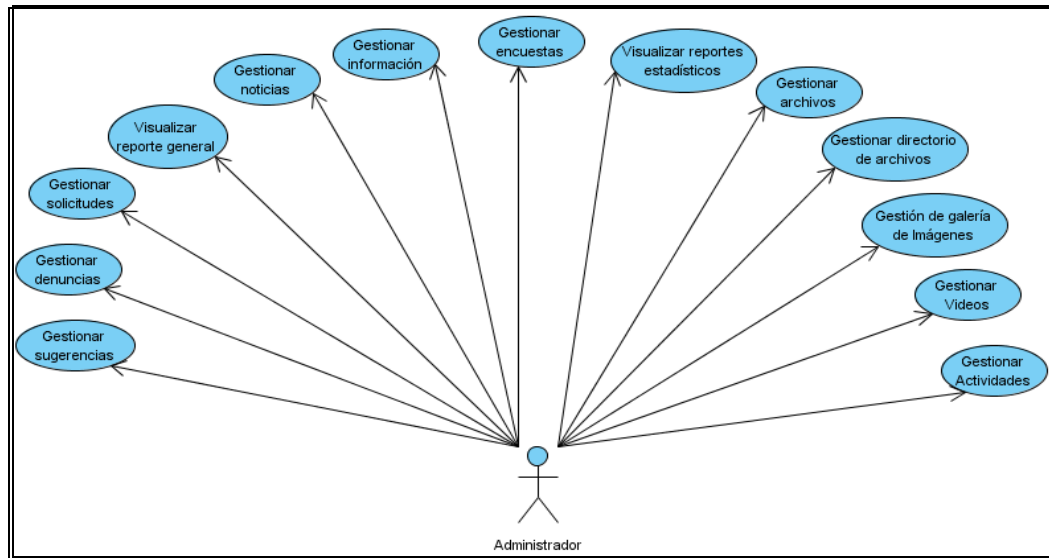 Gestionar
encuestas
Visualizar reportes
estadísticos
Gestionar
información
Gestionar
noticias
Gestionar
archivos
Visualizar
reporte general
Gestionar directorio
de archivos
Gestionar
solicitudes
Gestión de galería
de Imágenes
Gestionar
denuncias
Gestionar
Videos
Gestionar
sugerencias
Gestionar
Actividades
Administrador